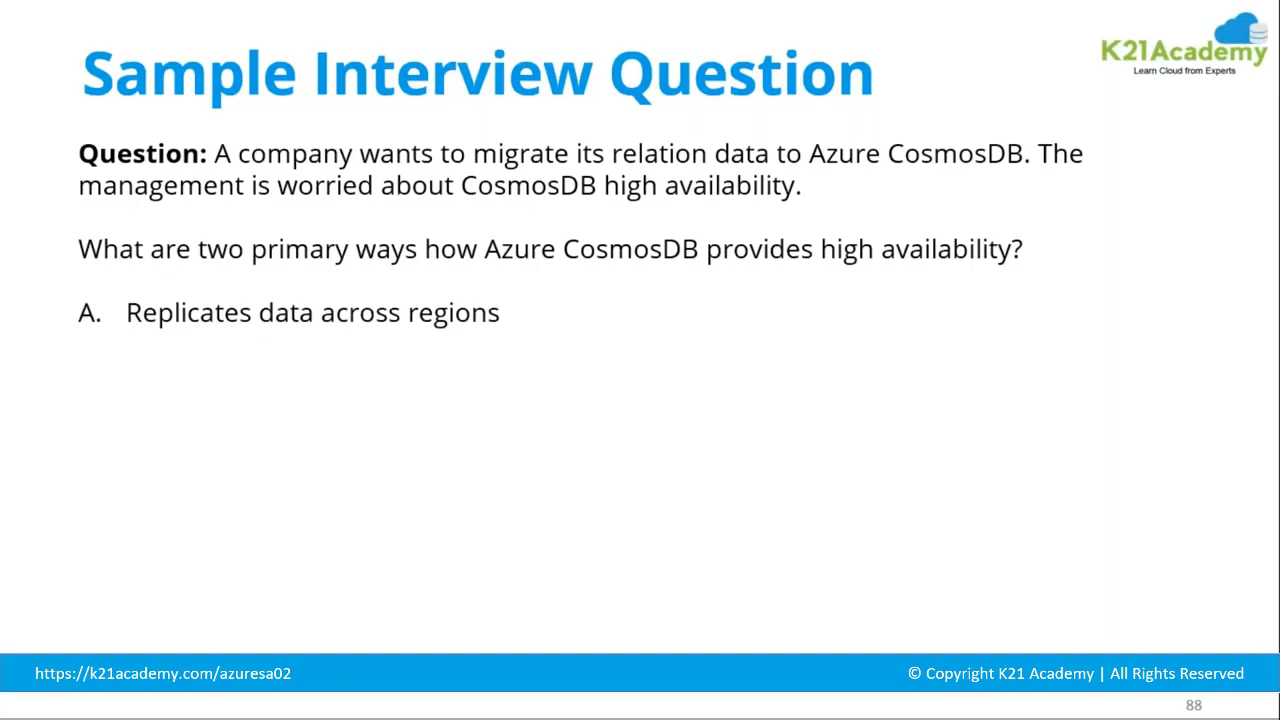 Sample Interview Question
K21Academy
Learn Cloud from Experts
Question: A company wants to migrate its relation data to Azure CosmosDB. The
management is worried about CosmosDB high availability.
What are two primary ways how Azure CosmosDB provides high availability?
A. Replicates data across regions
https://k21academy.com/azuresa02
© Copyright K21 Academy | All Rights Reserved
88